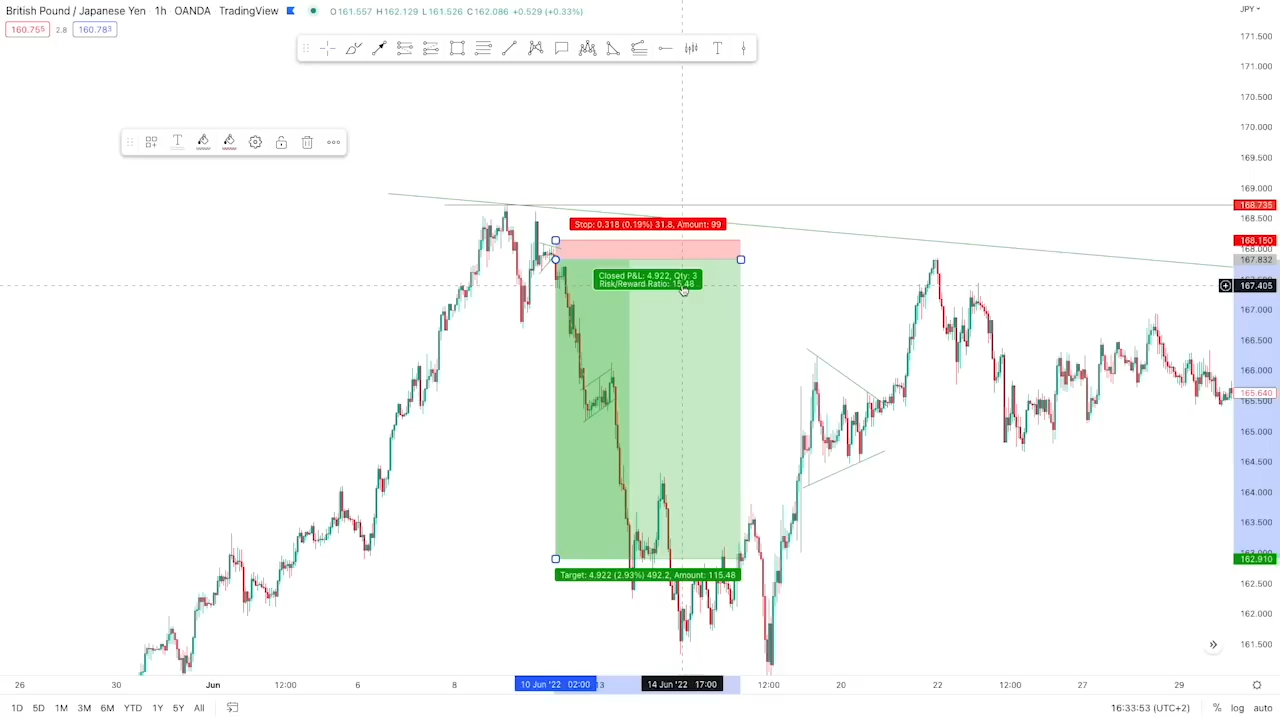 British Pound / Japanese Yen · 1h · OANDA · TradingView O161.557 H162.129 L161.526 C162.086 +0.529 (+0.33%)
JPY
160.755 2.8 160.783
171.500
171.000
170.500
170.000
169.500
169.000
168.735
168.500
168.150
168.000
167.832
167.405
167.000
166.500
166.000
165.640
165.500
165.000
164.500
164.000
163.500
162.910
162.500
162.000
161.500
Stop: 0.318 (0.19%) 31.8, Amount: 99
Closed P&L: 4.922, Qty: 3
Risk/Reward Ratio: 15.48
Target: 4.922 (2.93%) 492.2, Amount: 115.48
26 30 Jun 12:00 6 8 10 Jun '22 02:00 13 14 Jun '22 17:00 12:00 20 22 12:00 27 29
1D 5D 1M 3M 6M YTD 1Y 5Y All 16:33:53 (UTC+2) % log auto